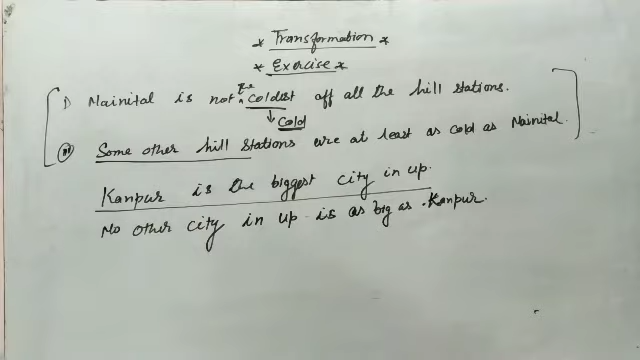 * Transformation *
* Exercise *
1) Nainital is not the coldest off all the hill stations.
cold
(ii) Some other hill stations are at least as cold as Nainital.
Kanpur is the biggest city in up.
No other city in up is as big as Kanpur.